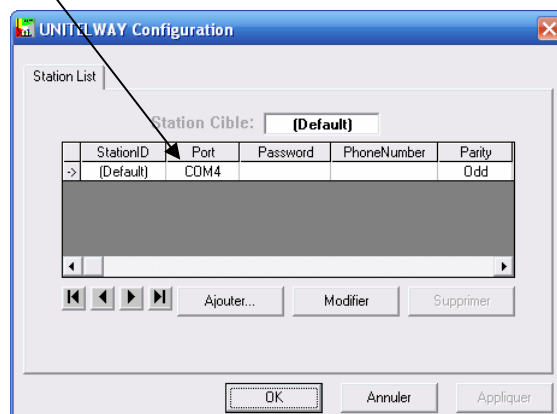 UNITELWAY Configuration
Station List
Station Cible: (Default)
StationID Port Password PhoneNumber Parity
-> (Default) COM4 Odd
Ajouter... Modifier Supprimer
OK Annuler Appliquer